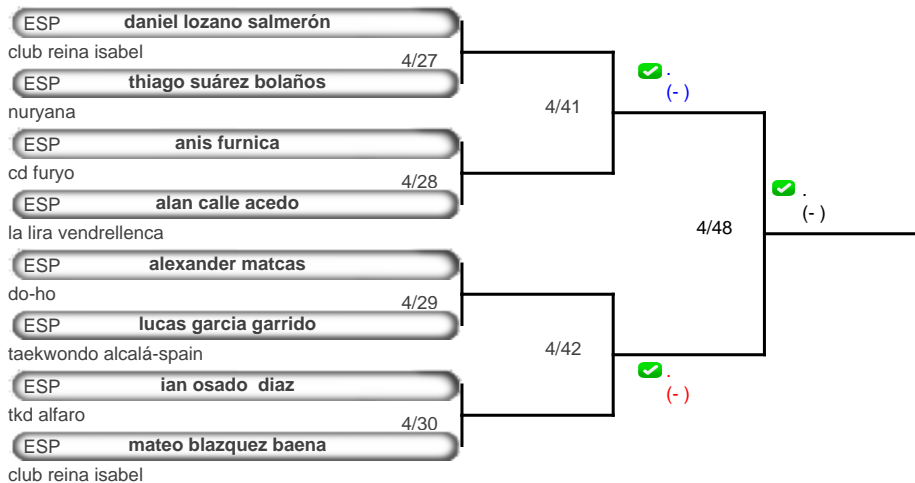 ESP daniel lozano salmerón
club reina isabel
4/27
ESP thiago suárez bolaños
nuryana
4/41
.
(- )
ESP anis furnica
cd furyo
4/28
ESP alan calle acedo
la lira vendrellenca
4/48
.
(- )
ESP alexander matcas
do-ho
4/29
ESP lucas garcia garrido
taekwondo alcalá-spain
4/42
.
(- )
ESP ian osado  diaz
tkd alfaro
4/30
ESP mateo blazquez baena
club reina isabel